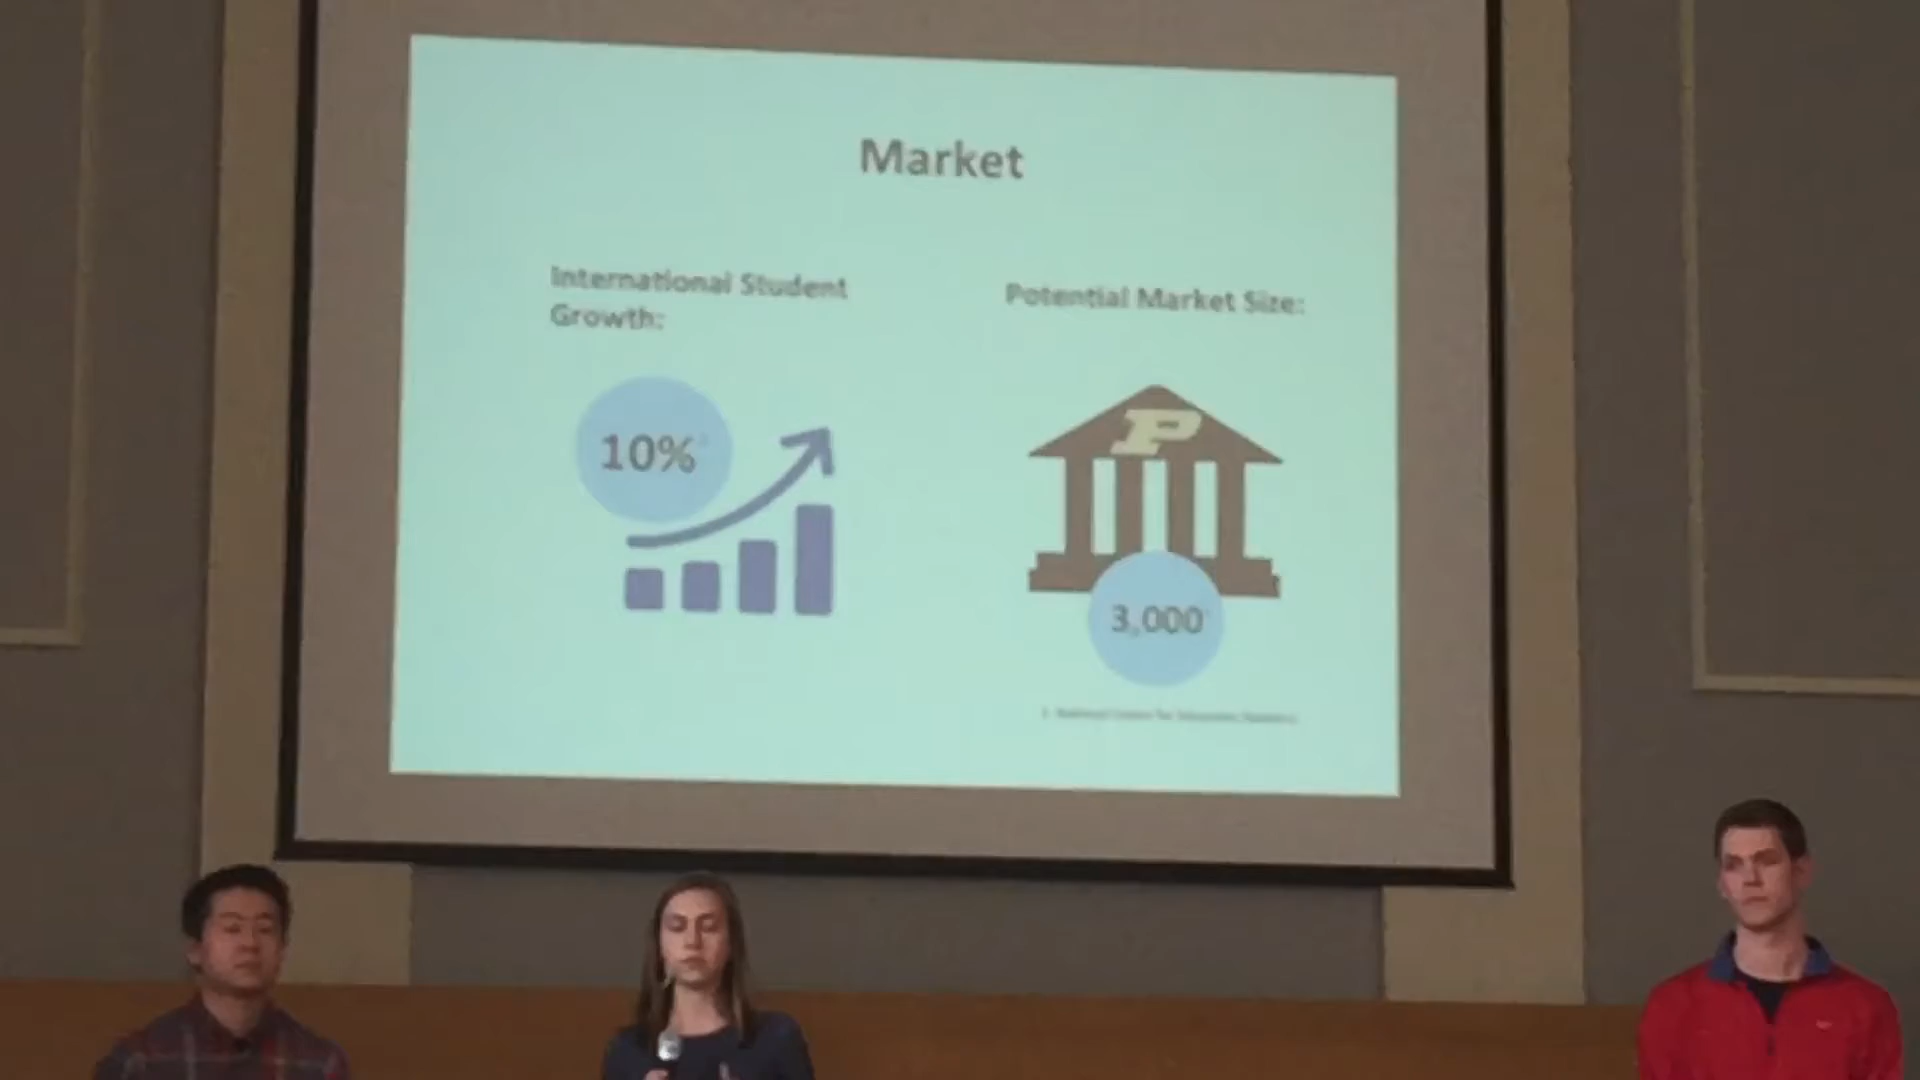 Market
International Student
Growth:
Potential Market Size:
10%
P
3,000